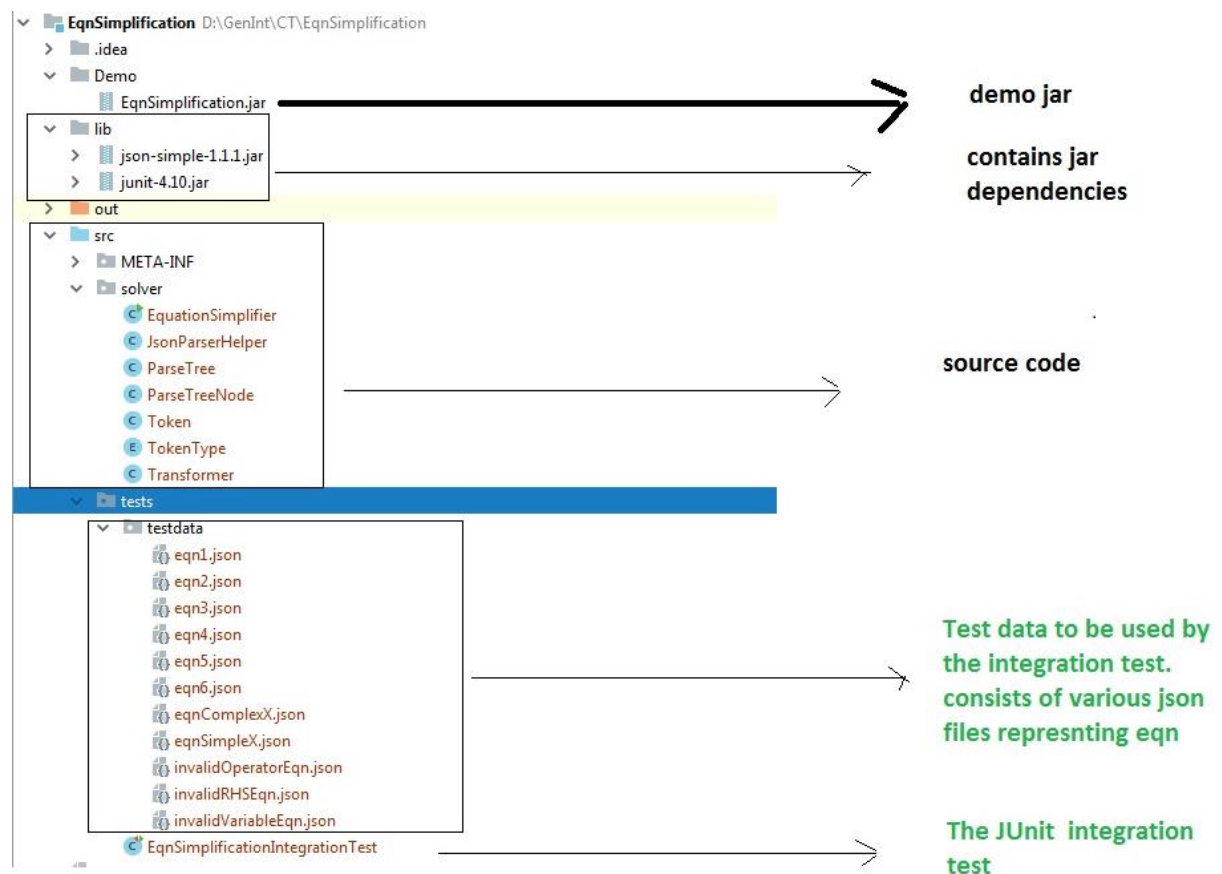 EqnSimplification D:\GenInt\CT\EqnSimplification
.idea
Demo
EqnSimplification.jar
demo jar
lib
json-simple-1.1.1.jar
junit-4.10.jar
contains jar
dependencies
out
src
META-INF
solver
EquationSimplifier
JsonParserHelper
ParseTree
ParseTreeNode
Token
TokenType
Transformer
source code
tests
testdata
eqn1.json
eqn2.json
eqn3.json
eqn4.json
eqn5.json
eqn6.json
eqnComplexX.json
eqnSimpleX.json
invalidOperatorEqn.json
invalidRHSEqn.json
invalidVariableEqn.json
Test data to be used by
the integration test.
consists of various json
files represnting eqn
EqnSimplificationIntegrationTest
The JUnit integration
test